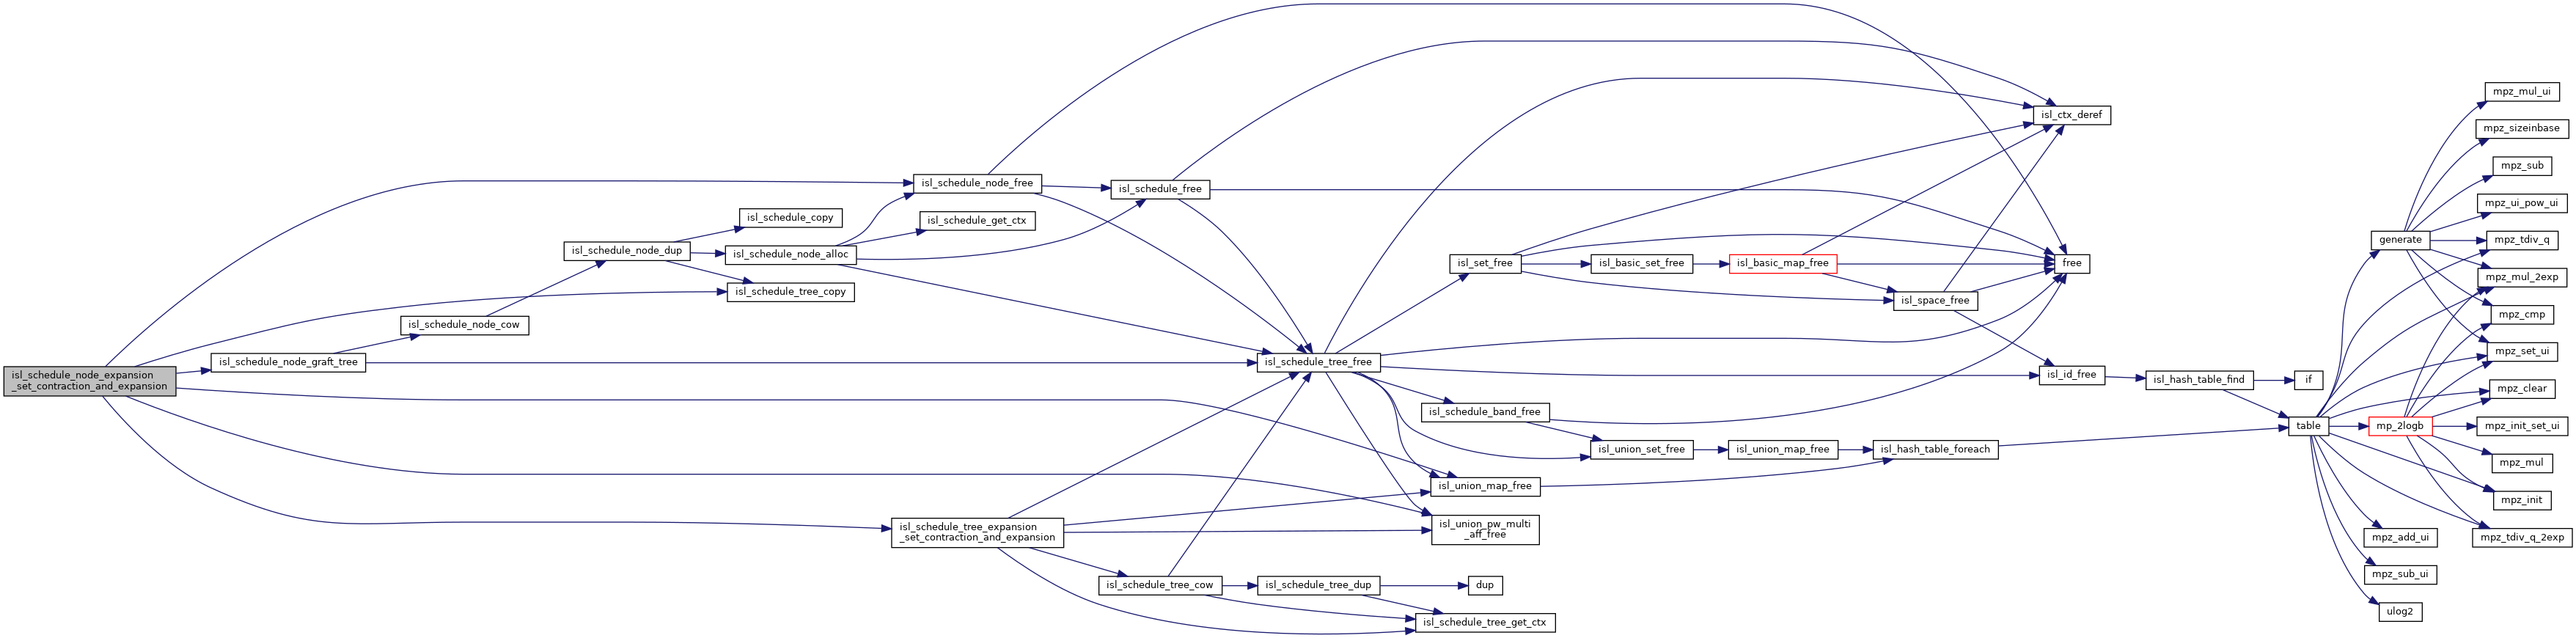 isl_schedule_node_expansion
_set_contraction_and_expansion
isl_schedule_node_graft_tree
isl_schedule_node_cow
isl_schedule_node_dup
isl_schedule_copy
isl_schedule_node_alloc
isl_schedule_tree_copy
isl_schedule_node_free
isl_schedule_get_ctx
isl_schedule_tree_expansion
_set_contraction_and_expansion
isl_schedule_free
isl_schedule_tree_cow
isl_schedule_tree_free
isl_schedule_tree_dup
isl_set_free
isl_schedule_band_free
isl_union_map_free
isl_union_pw_multi
_aff_free
dup
isl_schedule_tree_get_ctx
isl_basic_set_free
isl_union_set_free
isl_basic_map_free
isl_union_map_free
isl_space_free
isl_hash_table_foreach
isl_ctx_deref
free
isl_id_free
isl_hash_table_find
if
table
generate
mp_2logb
mpz_add_ui
mpz_sub_ui
ulog2
mpz_mul_ui
mpz_sizeinbase
mpz_sub
mpz_ui_pow_ui
mpz_tdiv_q
mpz_mul_2exp
mpz_cmp
mpz_set_ui
mpz_clear
mpz_init_set_ui
mpz_mul
mpz_init
mpz_tdiv_q_2exp